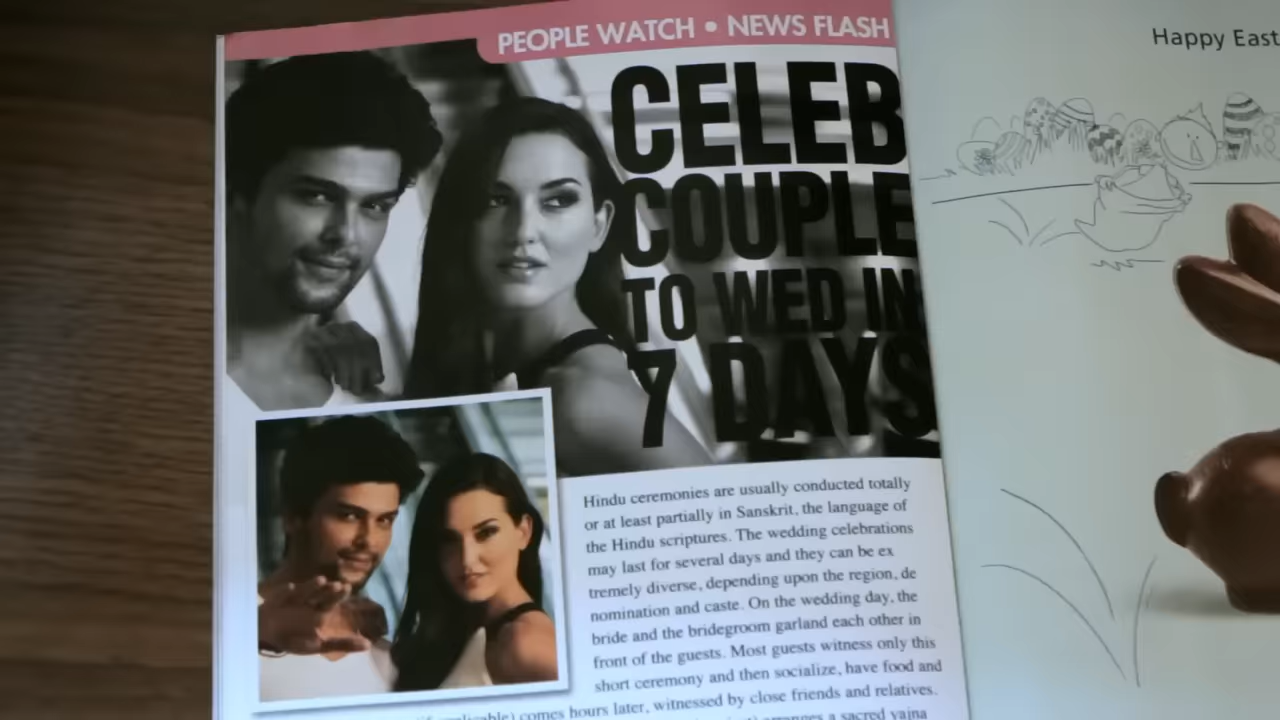 PEOPLE WATCH • NEWS FLASH
CELEB
COUPLE
TO WED IN
7 DAYS
Hindu ceremonies are usually conducted totally
or at least partially in Sanskrit, the language of
the Hindu scriptures. The wedding celebrations
may last for several days and they can be ex
tremely diverse, depending upon the region, de
nomination and caste. On the wedding day, the
bride and the bridegroom garland each other in
front of the guests. Most guests witness only this
short ceremony and then socialize, have food and
comes hours later, witnessed by close friends and relatives.
a sacred yajna
Happy East